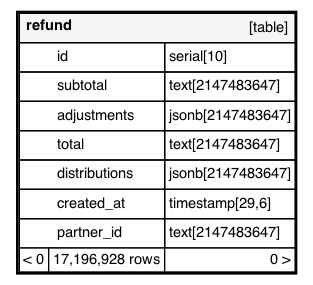 refund [table]
id serial[10]
subtotal text[2147483647]
adjustments jsonb[2147483647]
total text[2147483647]
distributions jsonb[2147483647]
created_at timestamp[29,6]
partner_id text[2147483647]
< 0 17,196,928 rows 0 >